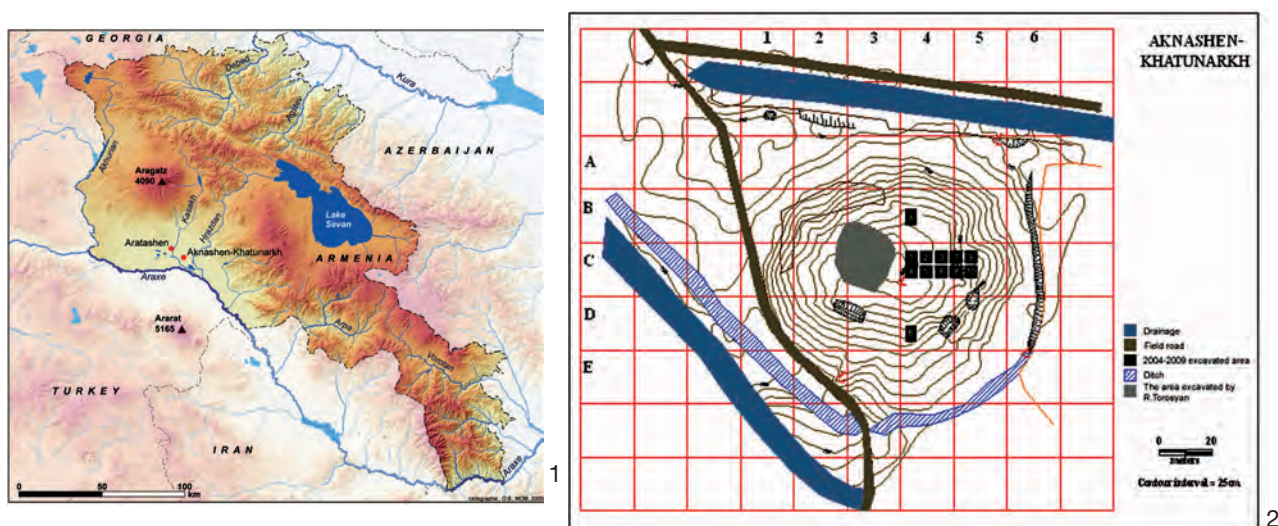 GEORGIA
Debed
Kura
Agstev
AZERBAIJAN
Akhurian
Aragatz
4090
Kasakh
Hrazdan
Lake
Sevan
Aratashen
Aknashen-Khatunarkh
ARMENIA
Araxe
Ararat
5165
Arpa
Vorotan
TURKEY
IRAN
Araxe
0 50 100
km
1
1 2 3 4 5 6
AKNASHEN-
KHATUNARKH
A
B
C
D
E
Drainage
Field road
2004-2009 excavated area
Ditch
The area excavated by
R.Torosyan
0 20
meters
Contour interval = 25cm.
2